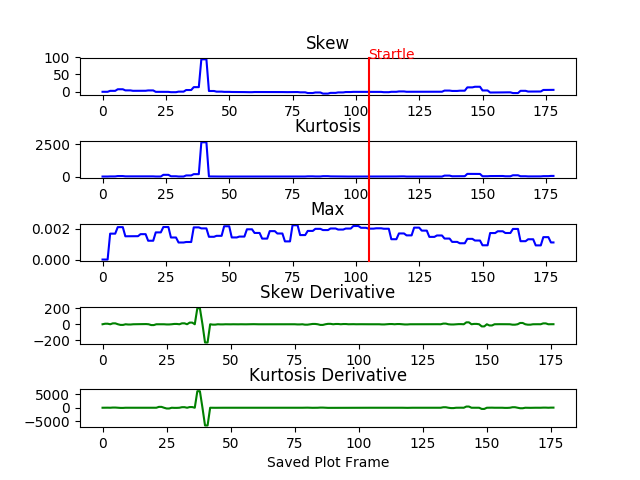 Skew
Startle
100
50
0
0 25 50 75 100 125 150 175
Kurtosis
2500
0
0 25 50 75 100 125 150 175
Max
0.002
0.000
0 25 50 75 100 125 150 175
Skew Derivative
200
0
−200
0 25 50 75 100 125 150 175
Kurtosis Derivative
5000
0
−5000
0 25 50 75 100 125 150 175
Saved Plot Frame